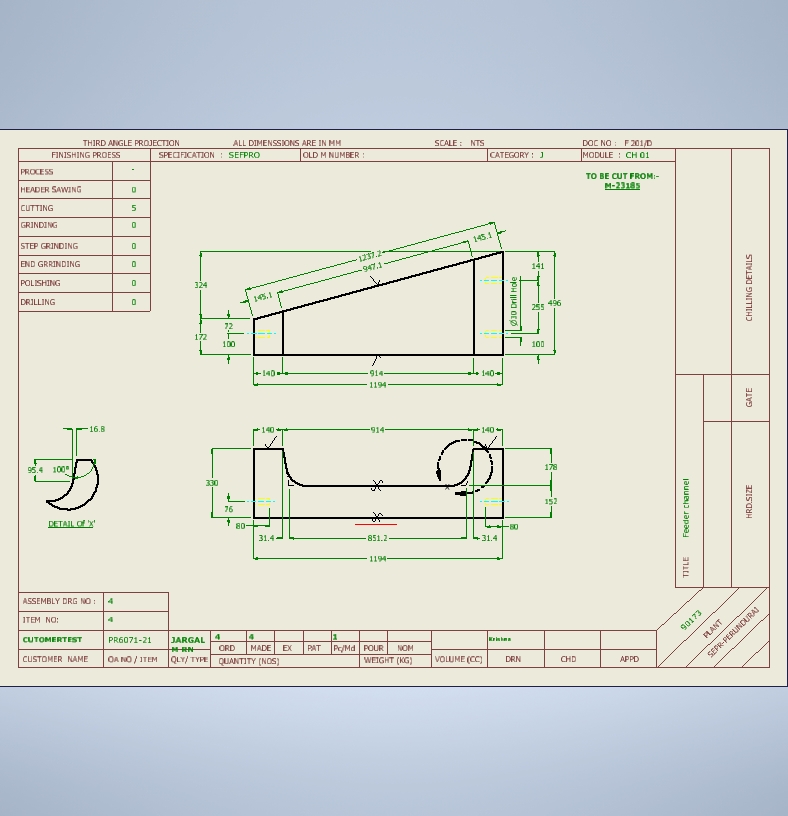 THIRD ANGLE PROJECTION ALL DIMENSSIONS ARE IN MM SCALE : NTS DOC NO : F 201/D
FINISHING PROESS SPECIFICATION : SEFPRO OLD M NUMBER : CATEGORY : J MODULE : CH 01
PROCESS -
HEADER SAWING 0
CUTTING 5
GRINDING 0
STEP GRINDING 0
END GRRINDING 0
POLISHING 0
DRILLING 0
TO BE CUT FROM:-
M-23185
CHILLING DETAILS
GATE
HRD.SIZE
TITLE Feeder channel
1237.2
947.1
145.1
145.1
324
172
72
100
141
255
496
100
Ø30 Drill Hole
140 914 140
1194
140 914 140
330
76
80
31.4 851.2 31.4
80
1194
178
152
x
16.8
95.4 100°
DETAIL Of 'X'
ASSEMBLY DRG NO : 4
ITEM NO: 4
CUTOMERTEST PR6071-21 JARGAL
M RN
4 4 1
ORD MADE EX PAT Pc/Md POUR NOM
CUSTOMER NAME OA NO / ITEM QLY/ TYPE QUANTITY (NOS) WEIGHT (KG) VOLUME (CC) DRN CHD APPD
90173
PLANT
SEPR-PERUNDURAI